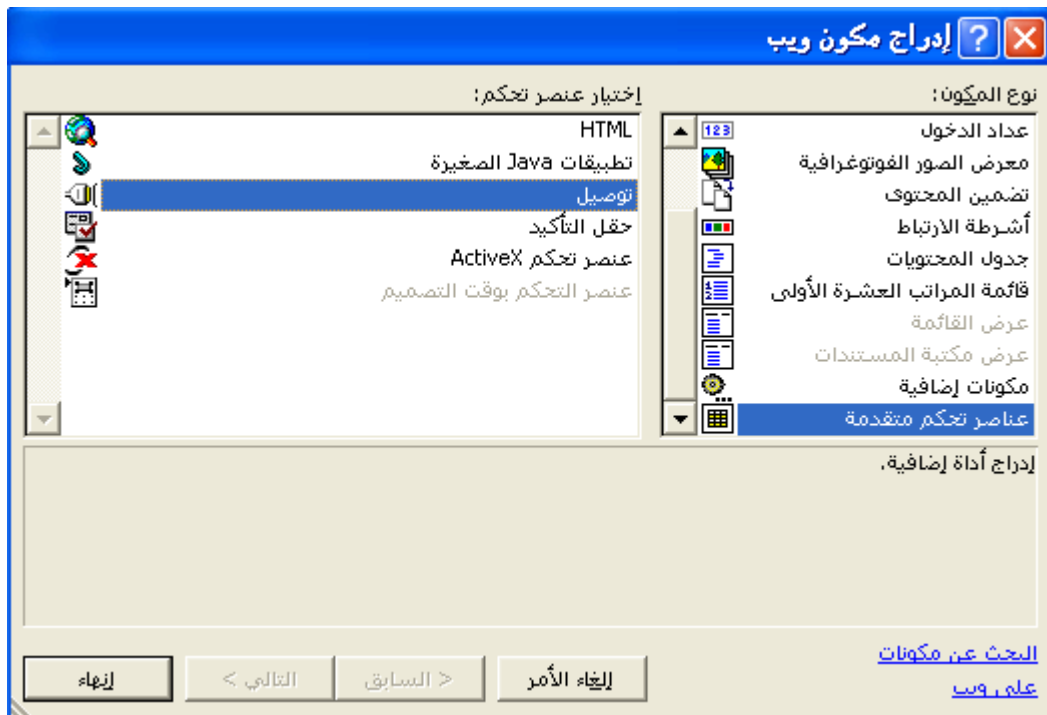 إدراج مكون ويب
نوع المكون:
عداد الدخول
معرض الصور الفوتوغرافية
تضمين المحتوى
أشرطة الارتباط
جدول المحتويات
قائمة المراتب العشرة الأولى
عرض القائمة
عرض مكتبة المستندات
مكونات إضافية
عناصر تحكم متقدمة
إختيار عنصر تحكم:
HTML
تطبيقات Java الصغيرة
توصيل
حقل التأكيد
عنصر تحكم ActiveX
عنصر التحكم بوقت التصميم
إدراج أداة إضافية.
البحث عن مكونات
على ويب
إلغاء الأمر
< السابق
التالي >
إنهاء